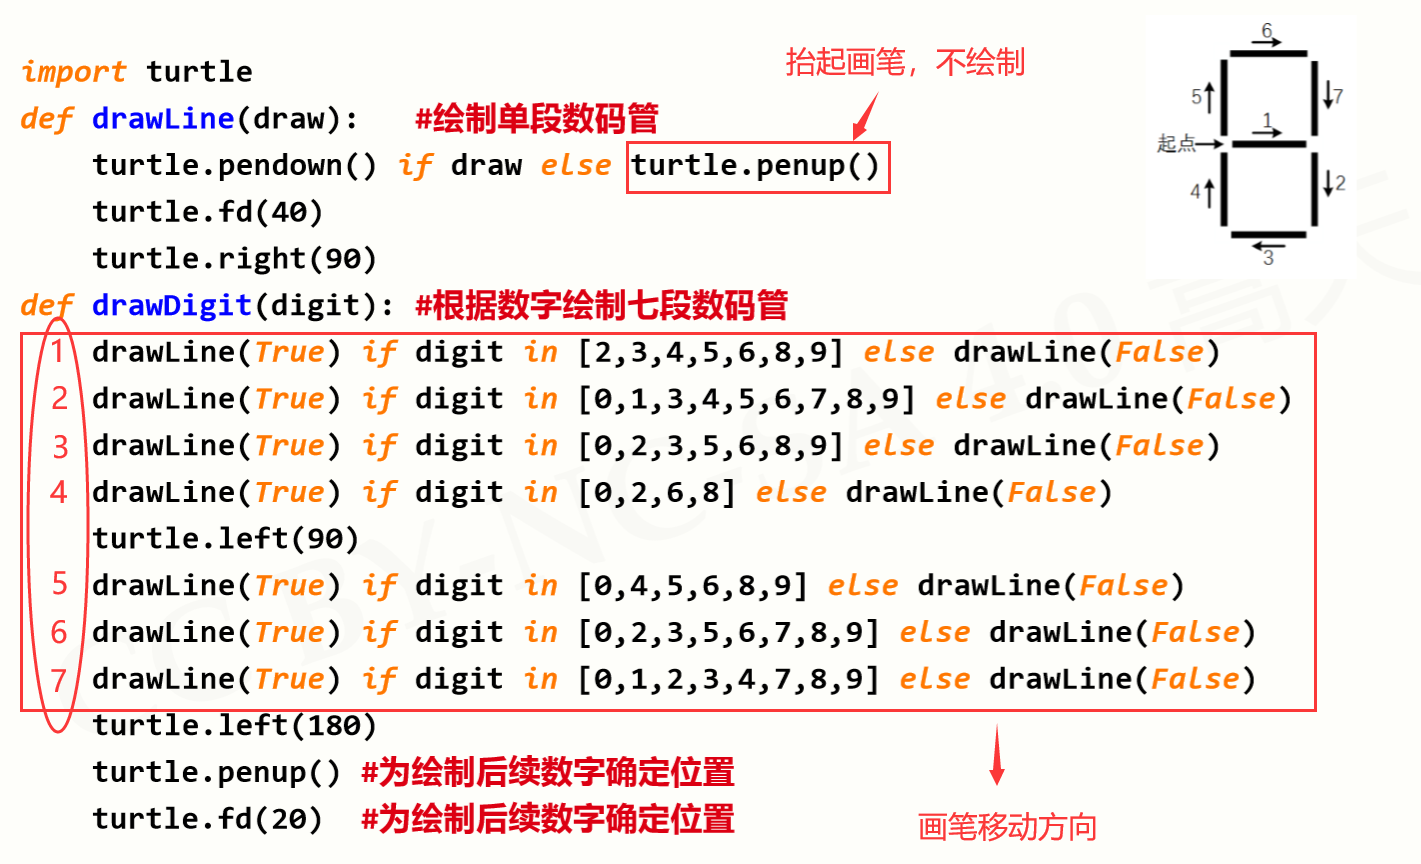 import turtle
def drawLine(draw): #绘制单段数码管
turtle.pendown() if draw else turtle.penup()
turtle.fd(40)
turtle.right(90)
def drawDigit(digit): #根据数字绘制七段数码管
1 drawLine(True) if digit in [2,3,4,5,6,8,9] else drawLine(False)
2 drawLine(True) if digit in [0,1,3,4,5,6,7,8,9] else drawLine(False)
3 drawLine(True) if digit in [0,2,3,5,6,8,9] else drawLine(False)
4 drawLine(True) if digit in [0,2,6,8] else drawLine(False)
turtle.left(90)
5 drawLine(True) if digit in [0,4,5,6,8,9] else drawLine(False)
6 drawLine(True) if digit in [0,2,3,5,6,7,8,9] else drawLine(False)
7 drawLine(True) if digit in [0,1,2,3,4,7,8,9] else drawLine(False)
turtle.left(180)
turtle.penup() #为绘制后续数字确定位置
turtle.fd(20) #为绘制后续数字确定位置
抬起画笔，不绘制
画笔移动方向
6
5
7
1
起点
4
2
3
CC BY-NC-SA 4.0 嵩天